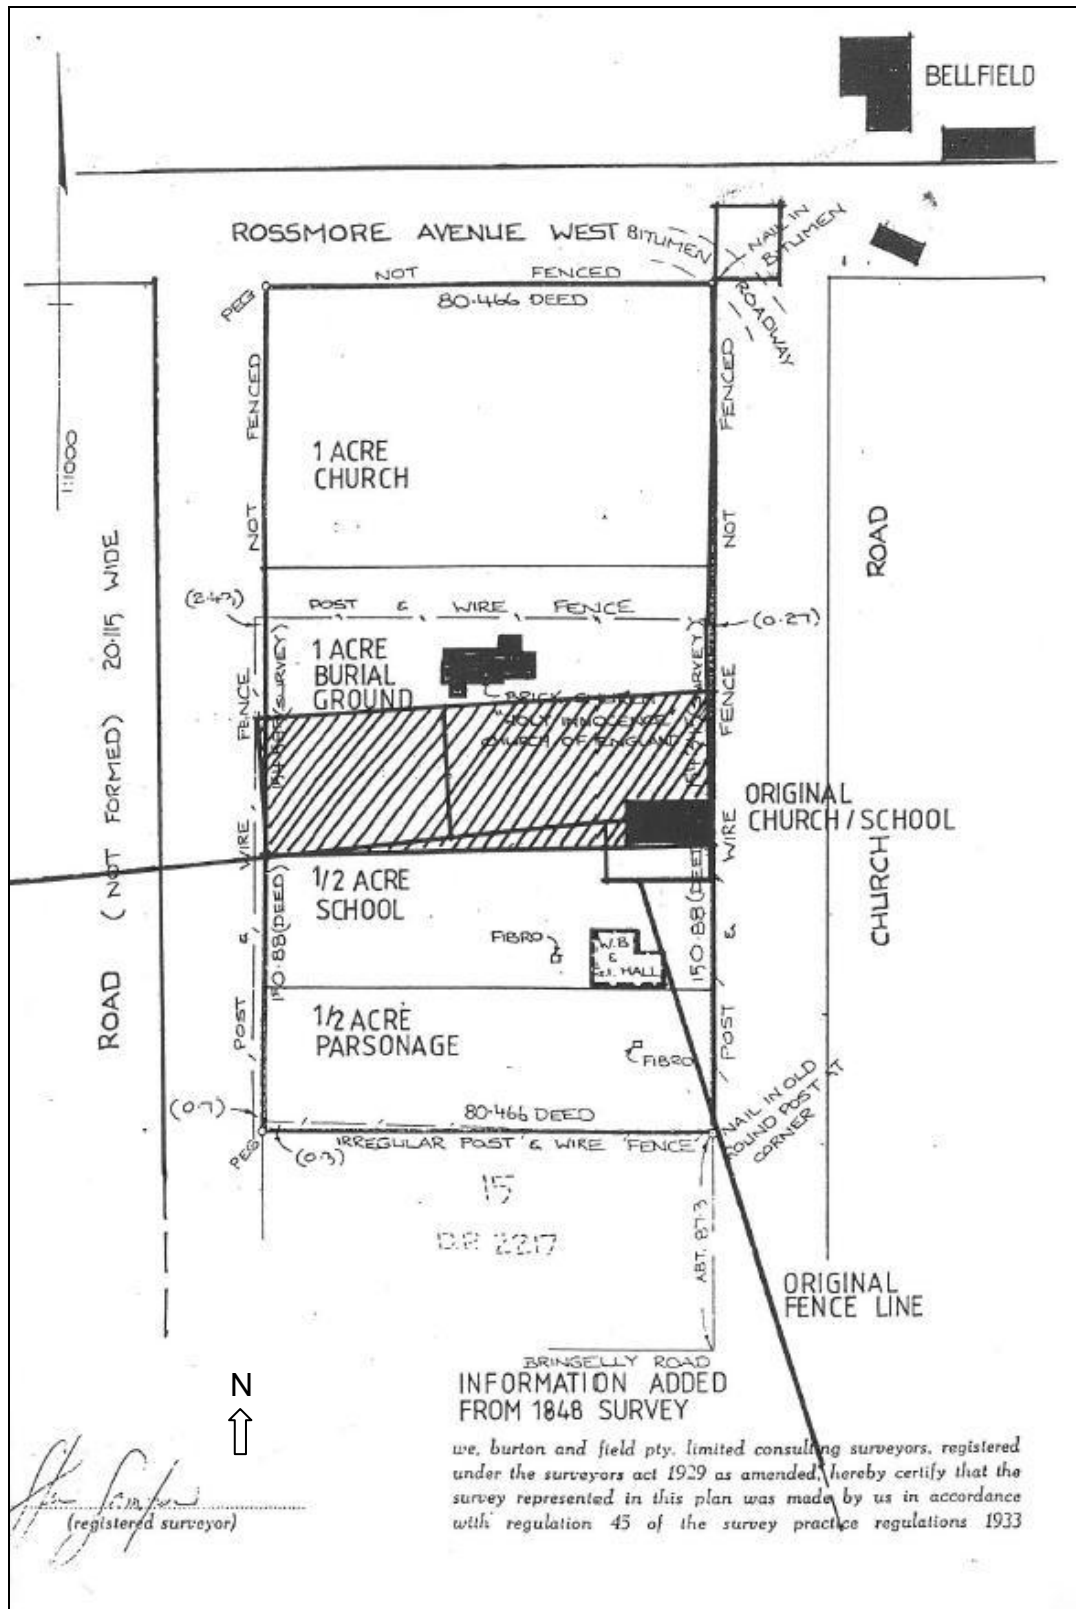 BELLFIELD
ROSSMORE AVENUE WEST
BITUMEN
NAIL IN
BITUMEN
ROADWAY
NOT FENCED
80·466 DEED
PEG
NOT FENCED
NOT FENCED
1:1000
1 ACRE
CHURCH
ROAD (NOT FORMED) 20·115 WIDE
CHURCH ROAD
(2·43)
POST & WIRE FENCE
(0·27)
1 ACRE
BURIAL
GROUND
BRICK CHURCH
"HOLY INNOCENCE"
CHURCH OF ENGLAND
(SURVEY)
(SURVEY)
POST & WIRE FENCE
POST & WIRE FENCE
ORIGINAL
CHURCH / SCHOOL
1/2 ACRE
SCHOOL
150·88 (DEED)
150·88 (DEED)
FIBRO
W.B
&
HALL
1/2 ACRE
PARSONAGE
FIBRO
(0·7)
80·466 DEED
PEG
(0·3)
IRREGULAR POST & WIRE FENCE
NAIL IN OLD
ROUND POST AT
CORNER
15
D.P. 2217
ABT. 87·3
ORIGINAL
FENCE LINE
BRINGELLY ROAD
INFORMATION ADDED
FROM 1848 SURVEY
N
we, burton and field pty. limited consulting surveyors, registered
under the surveyors act 1929 as amended, hereby certify that the
survey represented in this plan was made by us in accordance
with regulation 45 of the survey practice regulations 1933
(registered surveyor)